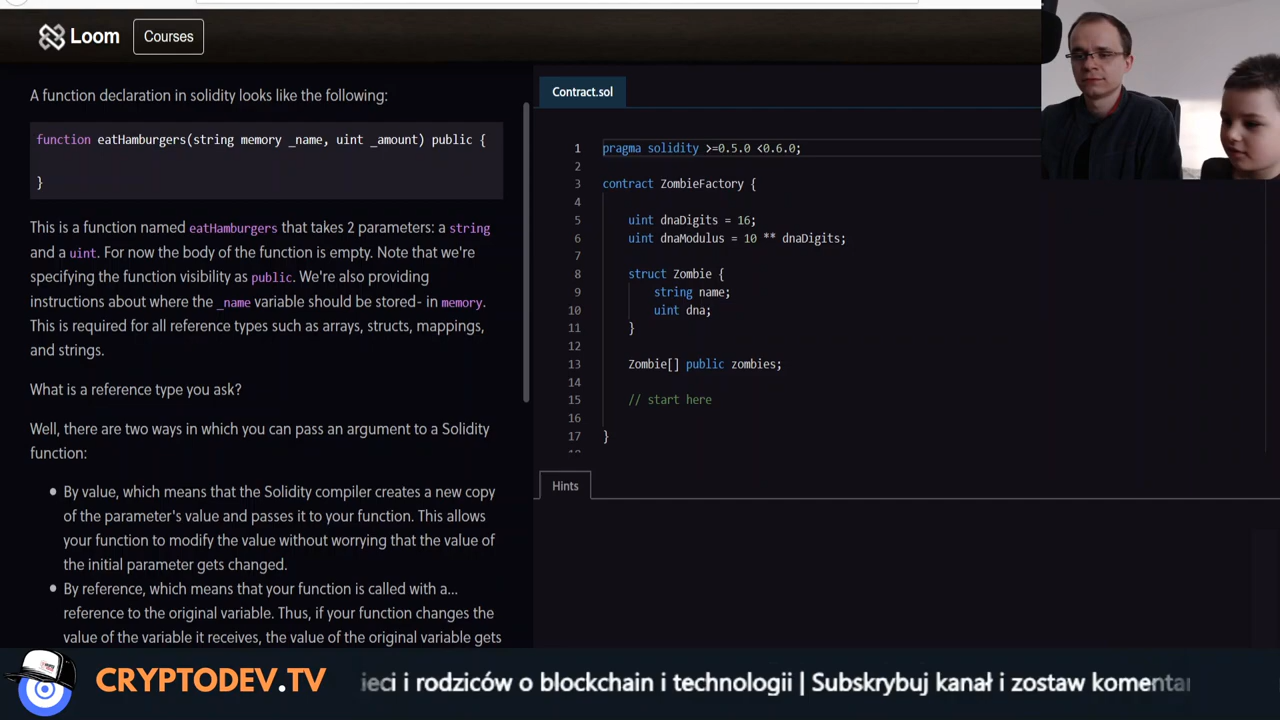 Loom
Courses
A function declaration in solidity looks like the following:
function eatHamburgers(string memory _name, uint _amount) public {
}
This is a function named eatHamburgers that takes 2 parameters: a string
and a uint. For now the body of the function is empty. Note that we're
specifying the function visibility as public. We're also providing
instructions about where the _name variable should be stored- in memory.
This is required for all reference types such as arrays, structs, mappings,
and strings.
What is a reference type you ask?
Well, there are two ways in which you can pass an argument to a Solidity
function:
• By value, which means that the Solidity compiler creates a new copy
of the parameter's value and passes it to your function. This allows
your function to modify the value without worrying that the value of
the initial parameter gets changed.
• By reference, which means that your function is called with a...
reference to the original variable. Thus, if your function changes the
value of the variable it receives, the value of the original variable gets
Contract.sol
1 pragma solidity >=0.5.0 <0.6.0;
2
3 contract ZombieFactory {
4
5 uint dnaDigits = 16;
6 uint dnaModulus = 10 ** dnaDigits;
7
8 struct Zombie {
9 string name;
10 uint dna;
11 }
12
13 Zombie[] public zombies;
14
15 // start here
16
17 }
Hints
CRYPTODEV.TV
ieci i rodziców o blockchain i technologii | Subskrybuj kanał i zostaw komentar